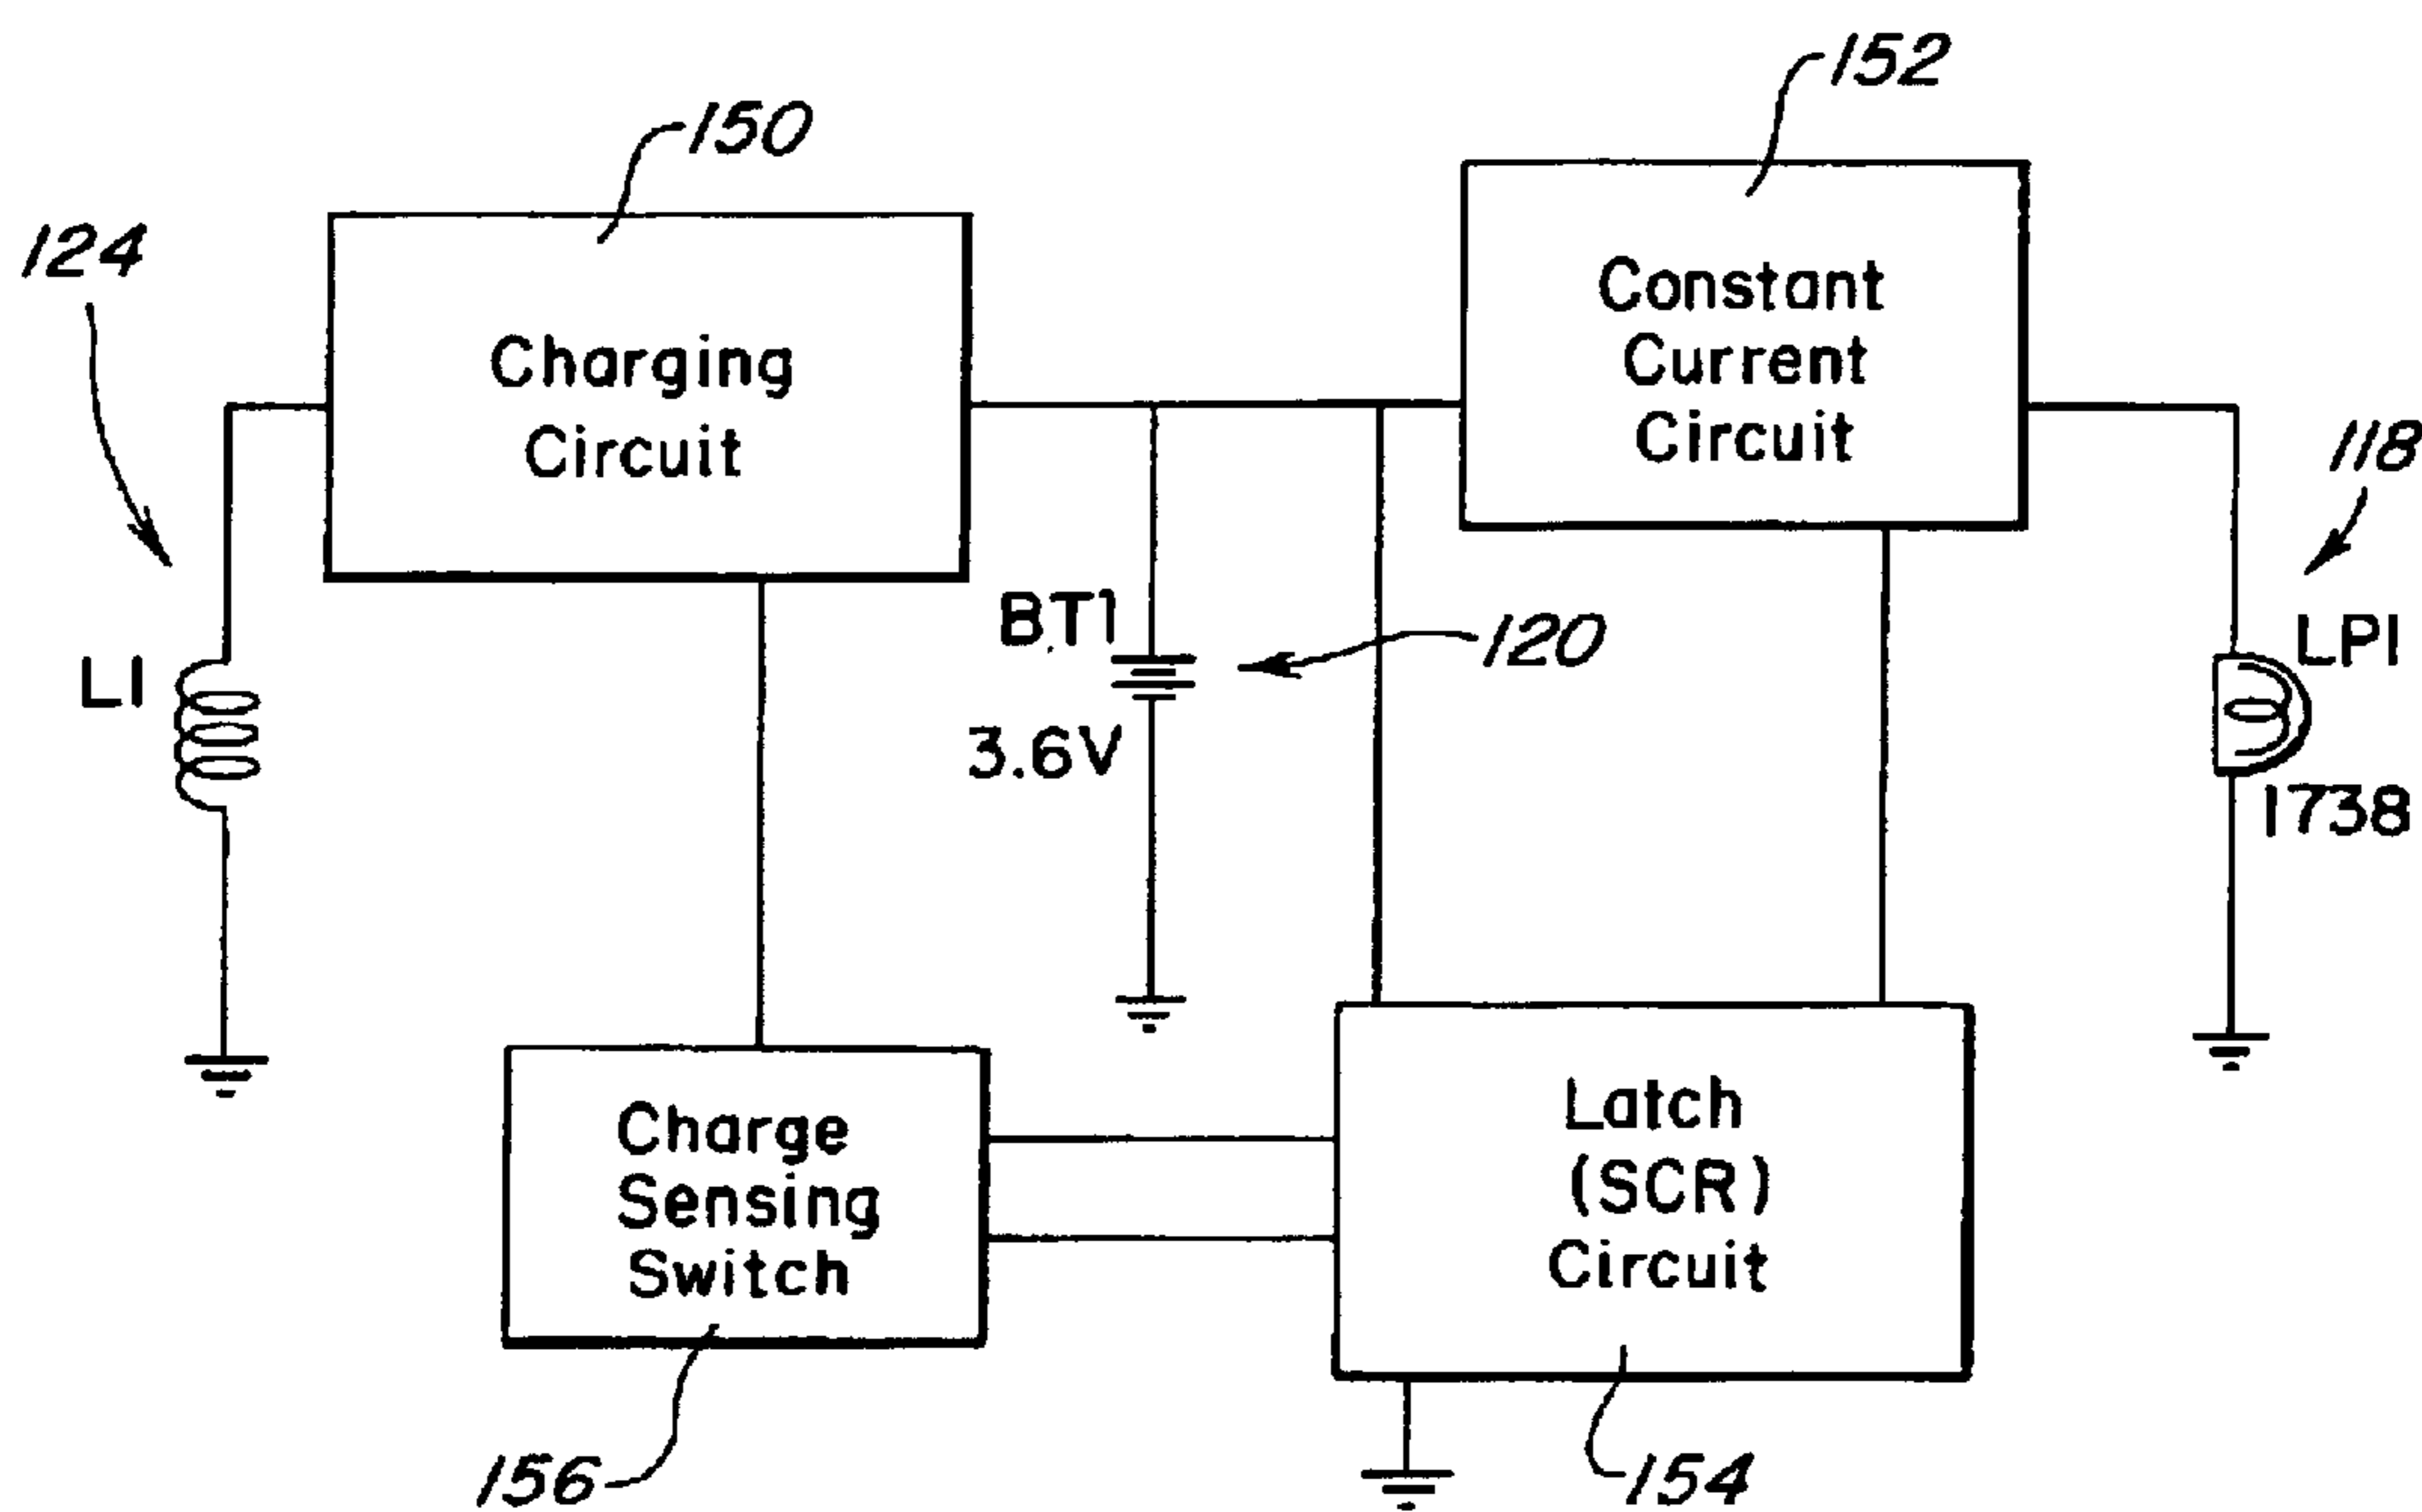 152
150
124
Constant
Current
Circuit
Charging
Circuit
118
BT1
120
LP1
L1
3.6V
1738
Charge
Sensing
Switch
Latch
(SCR)
Circuit
156
154